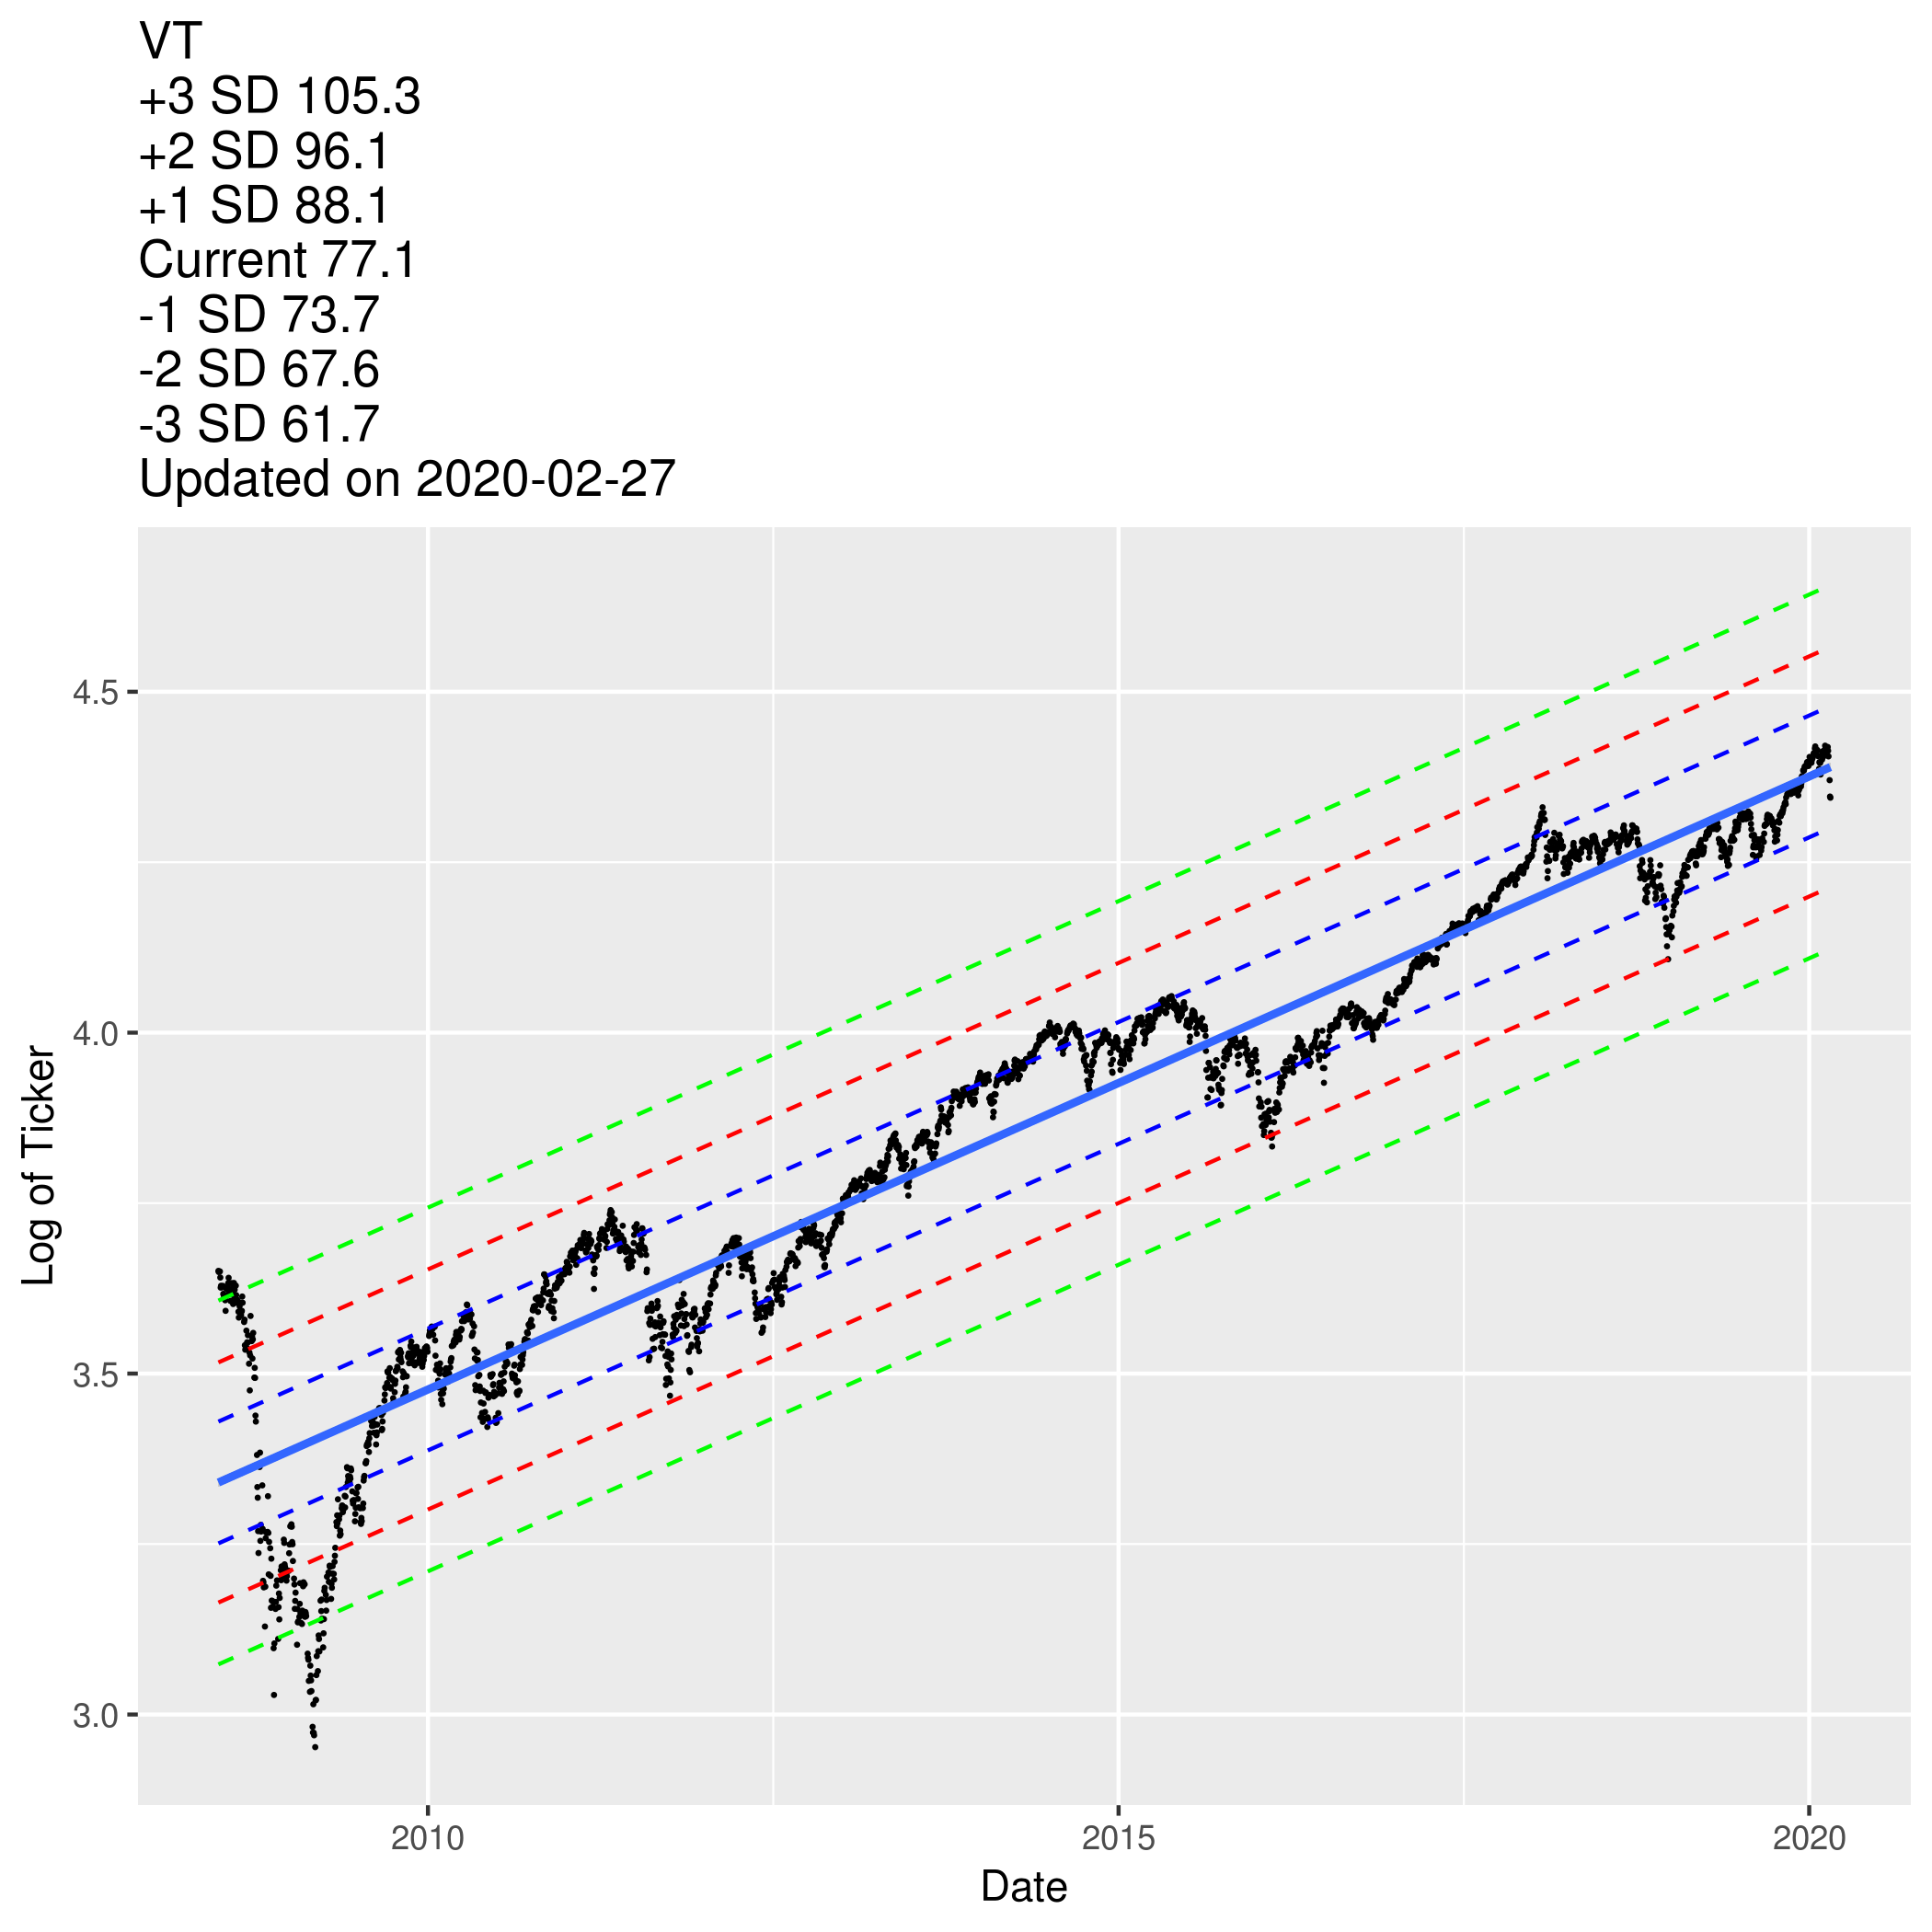 VT
+3 SD 105.3
+2 SD 96.1
+1 SD 88.1
Current 77.1
-1 SD 73.7
-2 SD 67.6
-3 SD 61.7
Updated on 2020-02-27
4.5
4.0
3.5
3.0
Log of Ticker
2010
2015
2020
Date